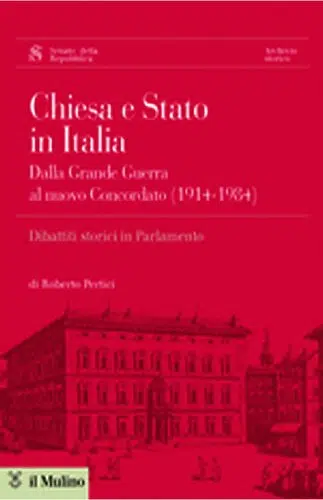 Senato della
Repubblica
Archivio
storico
Chiesa e Stato
in Italia
Dalla Grande Guerra
al nuovo Concordato (1914-1984)
Dibattiti storici in Parlamento
di Roberto Pertici
il Mulino